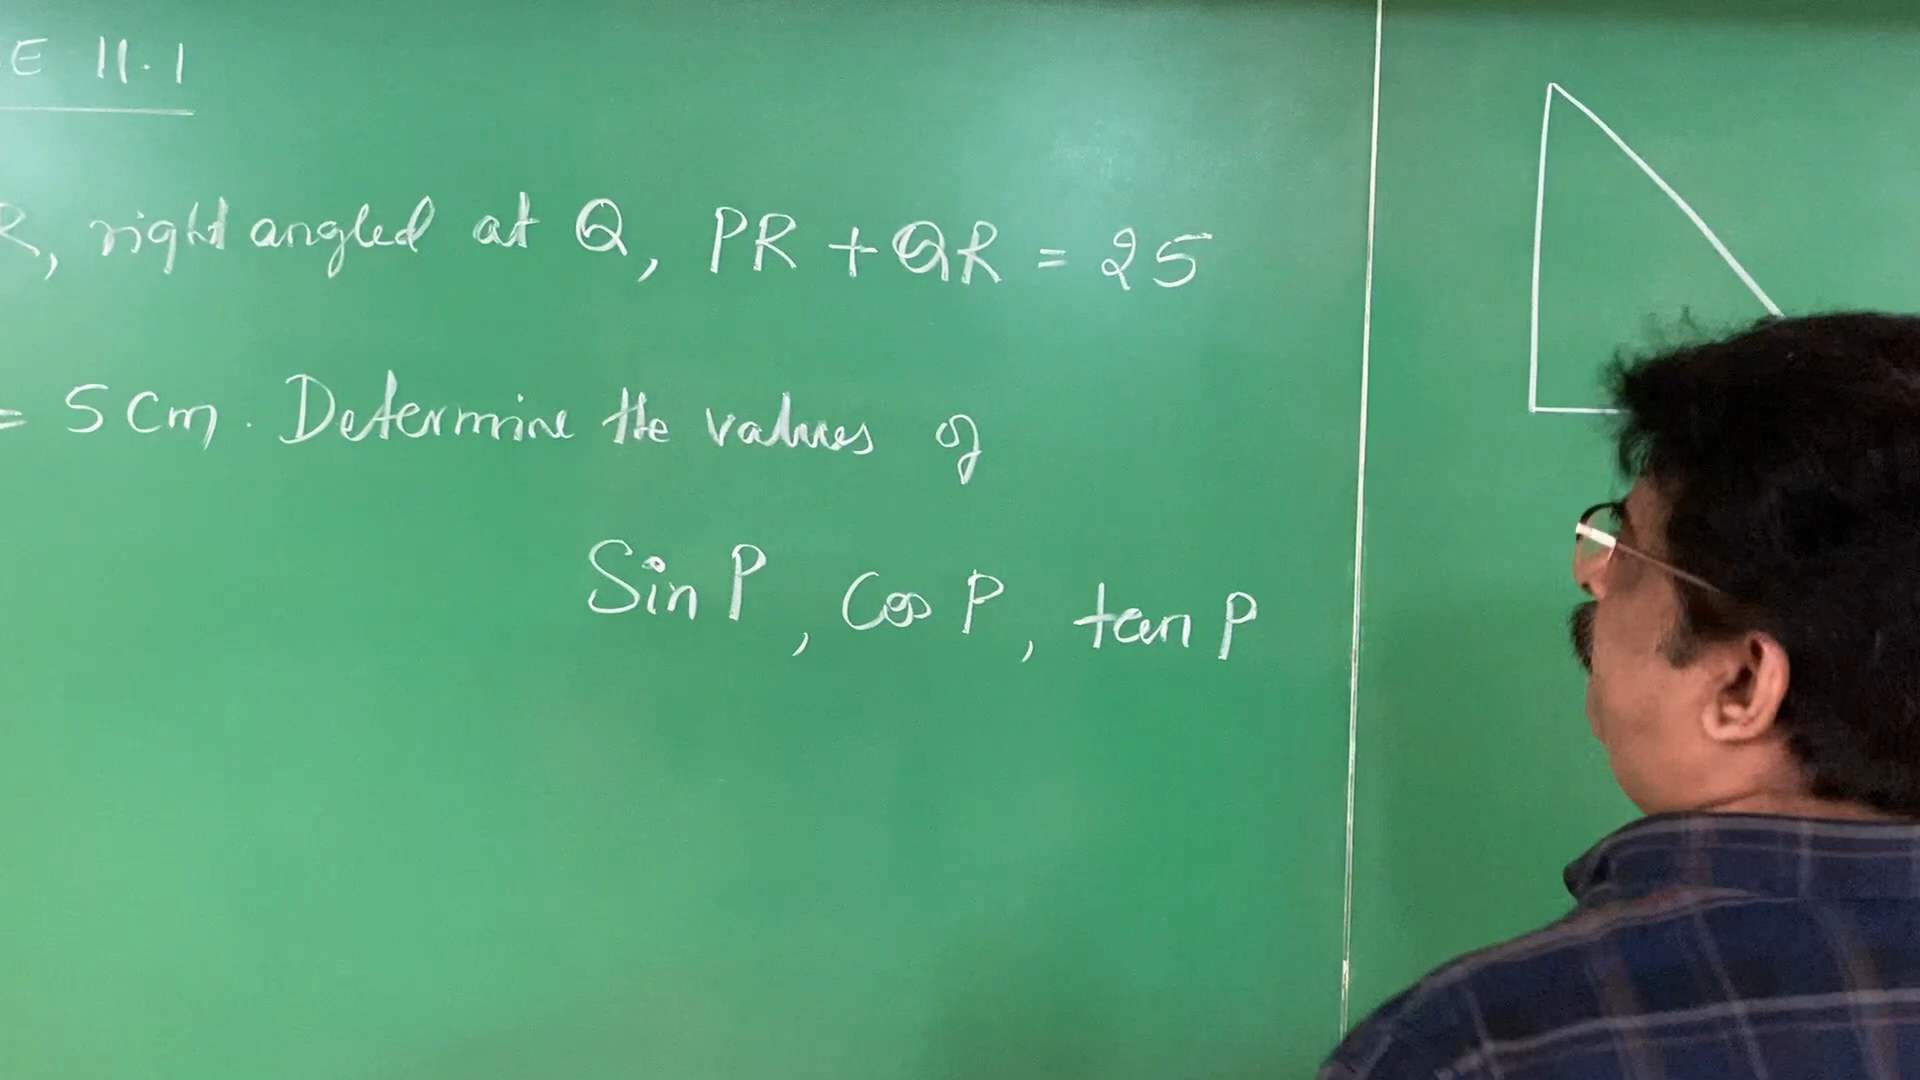 E 11.1
R, right angled at Q, PR + QR = 25
= 5 cm. Determine the values of
Sin P, Cos P, tan P